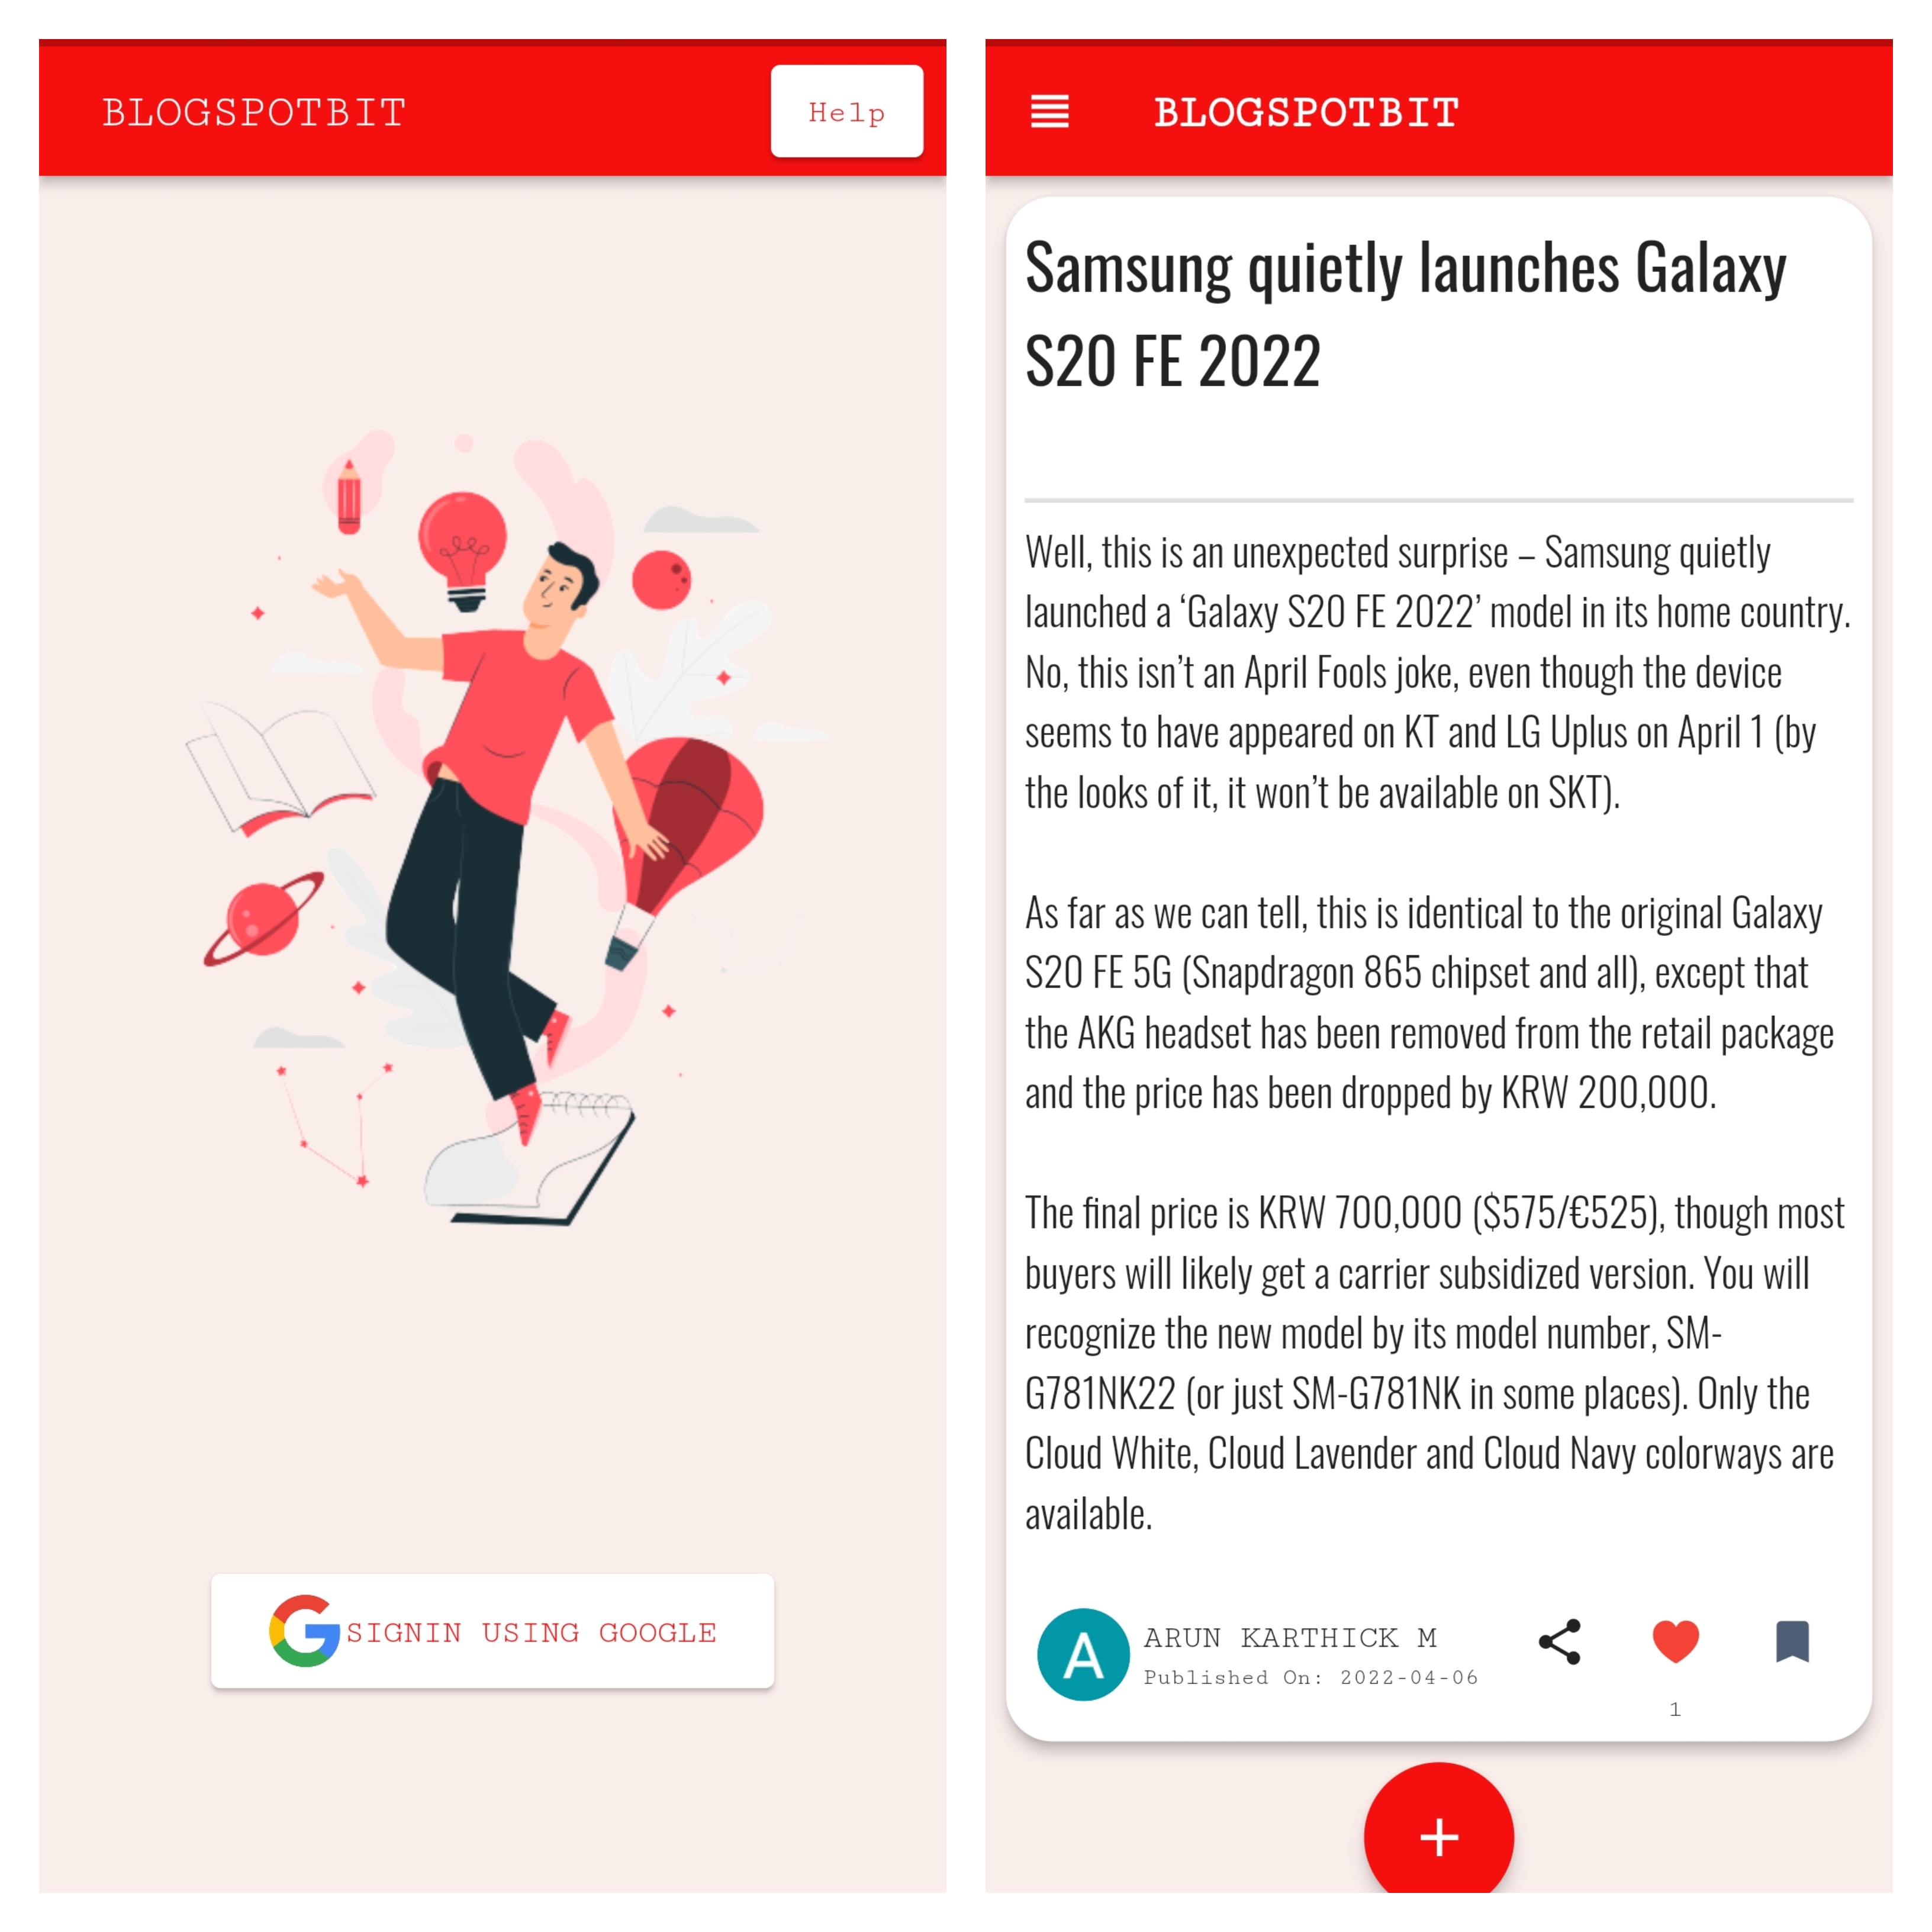 BLOGSPOTBIT
Help
SIGNIN USING GOOGLE
BLOGSPOTBIT
Samsung quietly launches Galaxy
S20 FE 2022
Well, this is an unexpected surprise – Samsung quietly
launched a ‘Galaxy S20 FE 2022’ model in its home country.
No, this isn’t an April Fools joke, even though the device
seems to have appeared on KT and LG Uplus on April 1 (by
the looks of it, it won’t be available on SKT).
As far as we can tell, this is identical to the original Galaxy
S20 FE 5G (Snapdragon 865 chipset and all), except that
the AKG headset has been removed from the retail package
and the price has been dropped by KRW 200,000.
The final price is KRW 700,000 ($575/€525), though most
buyers will likely get a carrier subsidized version. You will
recognize the new model by its model number, SM-
G781NK22 (or just SM-G781NK in some places). Only the
Cloud White, Cloud Lavender and Cloud Navy colorways are
available.
A
ARUN KARTHICK M
Published On: 2022-04-06
1